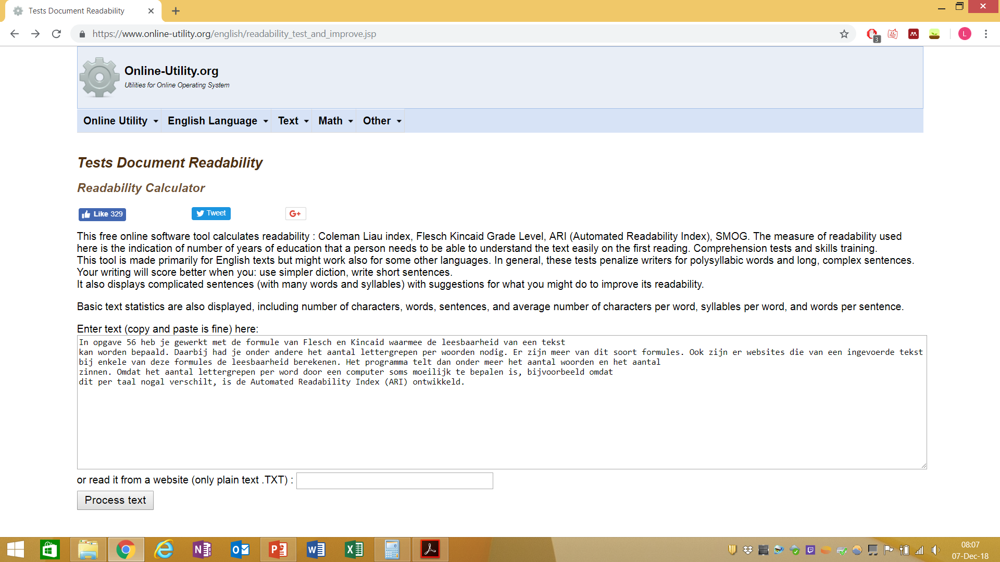 Tests Document Readability
https://www.online-utility.org/english/readability_test_and_improve.jsp
3
L
Online-Utility.org
Utilities for Online Operating System
Online Utility English Language Text Math Other
Tests Document Readability
Readability Calculator
Like 329 Tweet G+
This free online software tool calculates readability : Coleman Liau index, Flesch Kincaid Grade Level, ARI (Automated Readability Index), SMOG. The measure of readability used
here is the indication of number of years of education that a person needs to be able to understand the text easily on the first reading. Comprehension tests and skills training.
This tool is made primarily for English texts but might work also for some other languages. In general, these tests penalize writers for polysyllabic words and long, complex sentences.
Your writing will score better when you: use simpler diction, write short sentences.
It also displays complicated sentences (with many words and syllables) with suggestions for what you might do to improve its readability.
Basic text statistics are also displayed, including number of characters, words, sentences, and average number of characters per word, syllables per word, and words per sentence.
Enter text (copy and paste is fine) here:
In opgave 56 heb je gewerkt met de formule van Flesch en Kincaid waarmee de leesbaarheid van een tekst
kan worden bepaald. Daarbij had je onder andere het aantal lettergrepen per woorden nodig. Er zijn meer van dit soort formules. Ook zijn er websites die van een ingevoerde tekst
bij enkele van deze formules de leesbaarheid berekenen. Het programma telt dan onder meer het aantal woorden en het aantal
zinnen. Omdat het aantal lettergrepen per word door een computer soms moeilijk te bepalen is, bijvoorbeeld omdat
dit per taal nogal verschilt, is de Automated Readability Index (ARI) ontwikkeld.
or read it from a website (only plain text .TXT) :
Process text
08:07
07-Dec-18